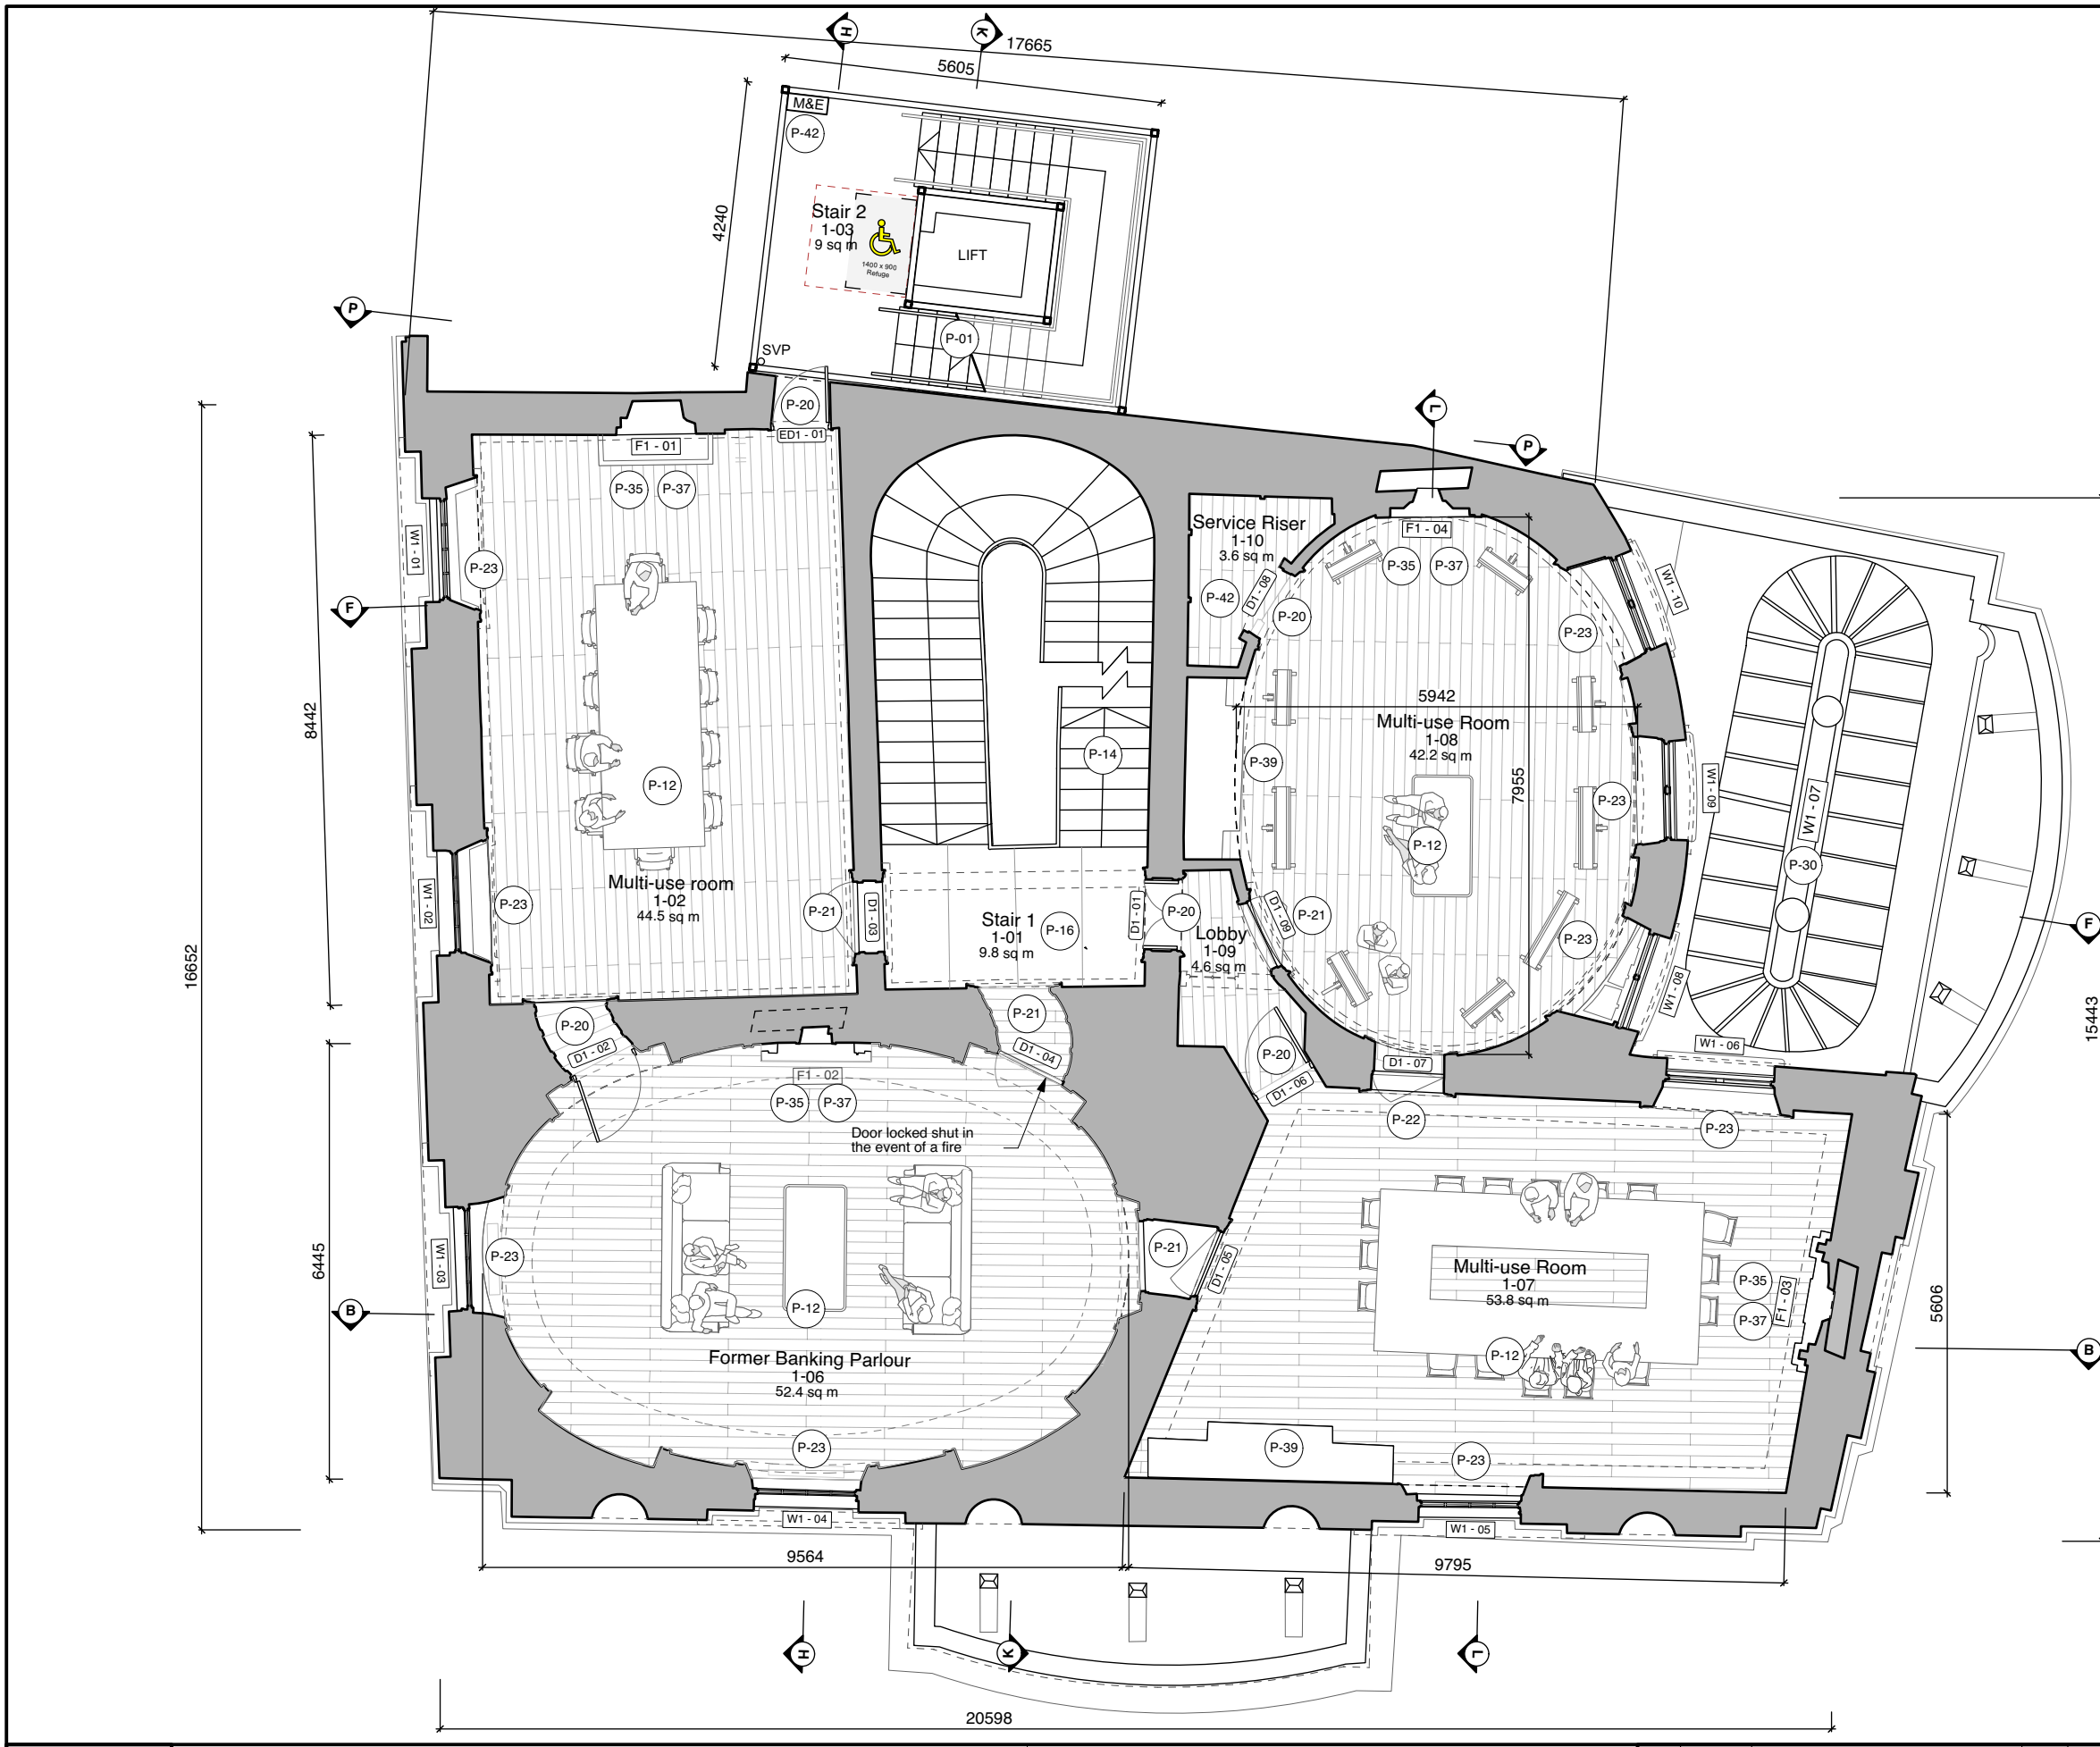 H
K
17665
5605
M&E
P-42
4240
Stair 2
1-03
9 sq m
1400 x 900
Refuge
LIFT
P
P-01
SVP
P-20
ED1 - 01
L
P
F1 - 01
P-35
P-37
W1 - 01
P-23
F
8442
Service Riser
1-10
3.6 sq m
P-42
D1 - 08
P-20
F1 - 04
P-35
P-37
W1 - 10
P-23
5942
Multi-use Room
1-08
42.2 sq m
7955
P-39
P-23
W1 - 09
W1 - 07
P-30
P-12
P-14
P-12
Multi-use room
1-02
44.5 sq m
W1 - 02
P-23
P-21
D1 - 03
Stair 1
1-01
9.8 sq m
P-16
D1 - 01
P-20
Lobby
1-09
4.6 sq m
D1 - 09
P-21
P-23
W1 - 08
F
16652
15443
P-20
D1 - 02
P-21
D1 - 04
P-20
D1 - 06
D1 - 07
W1 - 06
F1 - 02
P-35
P-37
P-22
P-23
Door locked shut in
the event of a fire
6445
W1 - 03
P-23
P-21
D1 - 05
Multi-use Room
1-07
53.8 sq m
P-35
P-37
F1 - 03
5606
B
P-12
Former Banking Parlour
1-06
52.4 sq m
P-12
B
P-23
P-39
P-23
W1 - 04
W1 - 05
9564
9795
H
K
L
20598